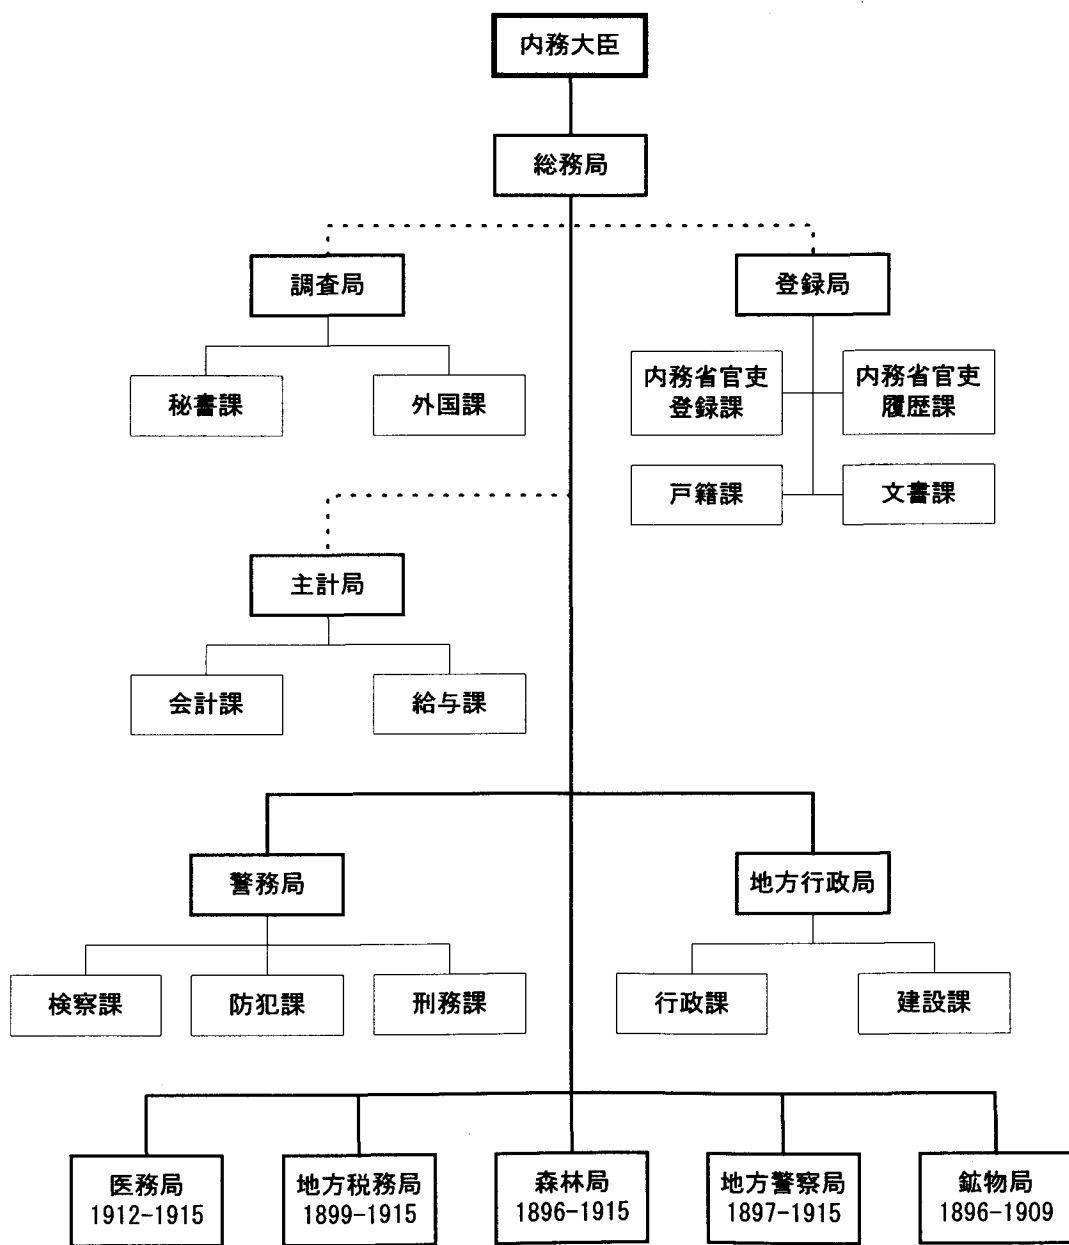 内務大臣
総務局
調査局
登録局
秘書課
外国課
内務省官吏
登録課
内務省官吏
履歴課
戸籍課
文書課
主計局
会計課
給与課
警務局
地方行政局
検察課
防犯課
刑務課
行政課
建設課
医務局
1912-1915
地方税務局
1899-1915
森林局
1896-1915
地方警察局
1897-1915
鉱物局
1896-1909